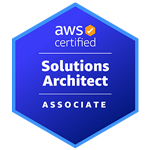 aws
certified
Solutions
Architect
ASSOCIATE